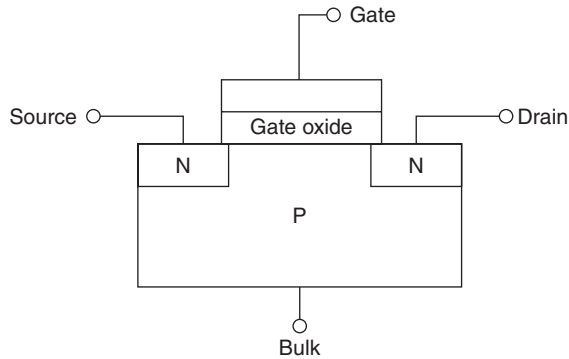 Gate
Source
Gate oxide
Drain
N
N
P
Bulk